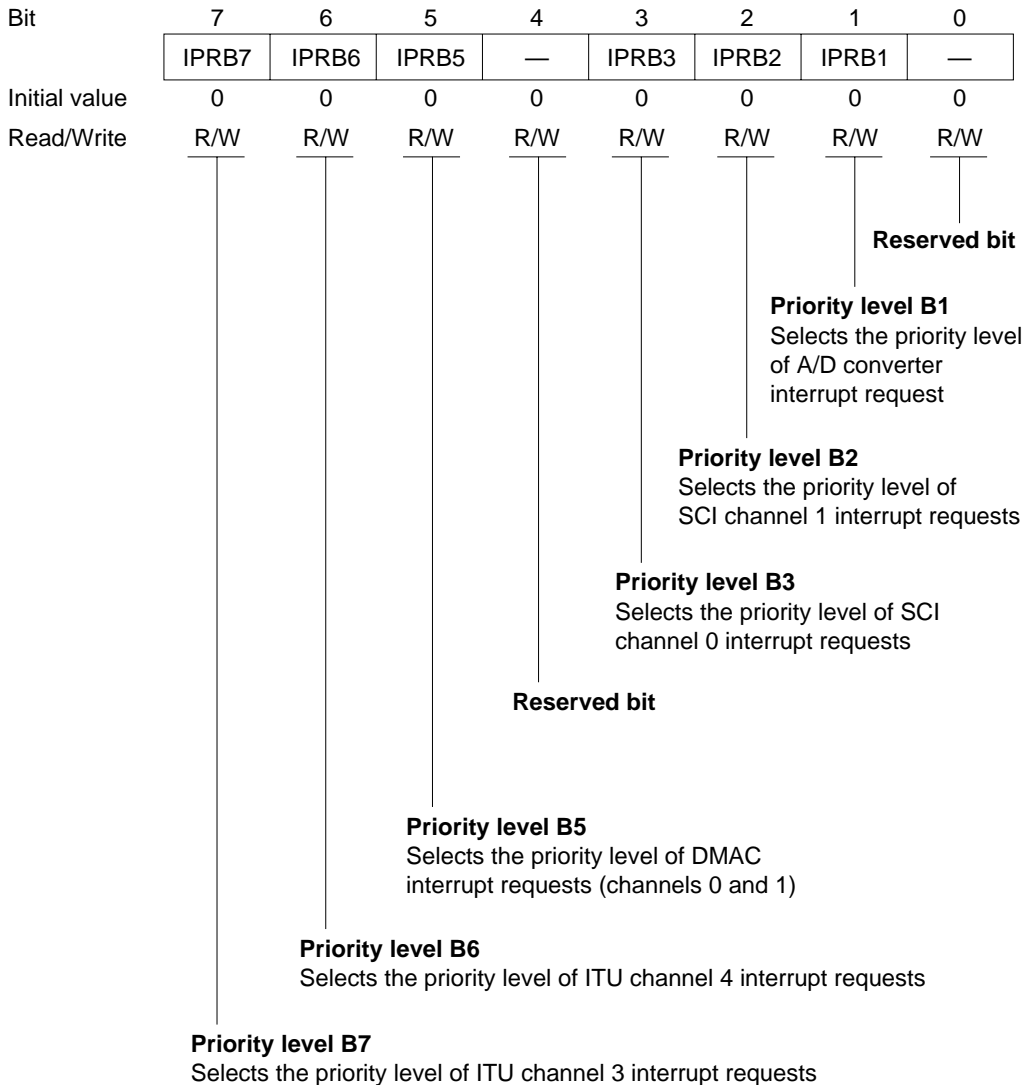 Bit 7 6 5 4 3 2 1 0
IPRB7 IPRB6 IPRB5 — IPRB3 IPRB2 IPRB1 —
Initial value 0 0 0 0 0 0 0 0
Read/Write R/W R/W R/W R/W R/W R/W R/W R/W
Reserved bit
Priority level B1
Selects the priority level
of A/D converter
interrupt request
Priority level B2
Selects the priority level of
SCI channel 1 interrupt requests
Priority level B3
Selects the priority level of SCI
channel 0 interrupt requests
Reserved bit
Priority level B5
Selects the priority level of DMAC
interrupt requests (channels 0 and 1)
Priority level B6
Selects the priority level of ITU channel 4 interrupt requests
Priority level B7
Selects the priority level of ITU channel 3 interrupt requests